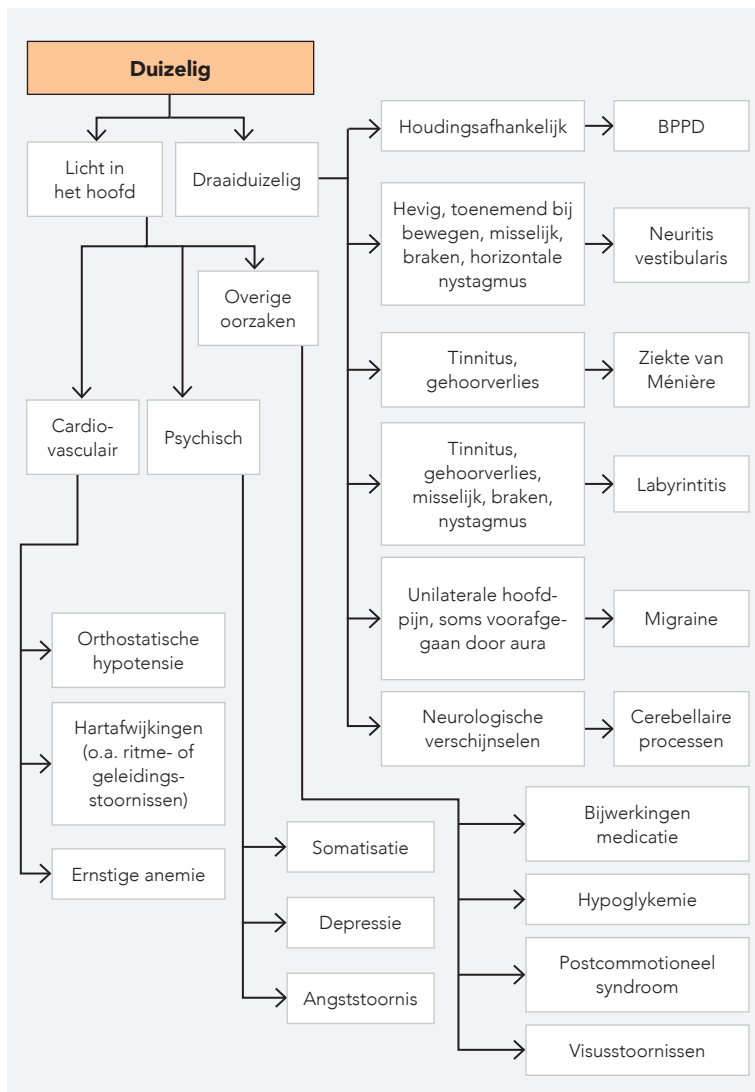 Duizelig
Licht in
het hoofd
Draaiduizelig
Houdingsafhankelijk
BPPD
Hevig, toenemend bij
bewegen, misselijk,
braken, horizontale
nystagmus
Neuritis
vestibularis
Overige
oorzaken
Tinnitus,
gehoorverlies
Ziekte van
Ménière
Cardio-
vasculair
Psychisch
Tinnitus,
gehoorverlies,
misselijk, braken,
nystagmus
Labyrintitis
Unilaterale hoofd-
pijn, soms voorafge-
gaan door aura
Migraine
Orthostatische
hypotensie
Neurologische
verschijnselen
Cerebellaire
processen
Hartafwijkingen
(o.a. ritme- of
geleidings-
stoornissen)
Ernstige anemie
Somatisatie
Depressie
Angststoornis
Bijwerkingen
medicatie
Hypoglykemie
Postcommotioneel
syndroom
Visusstoornissen